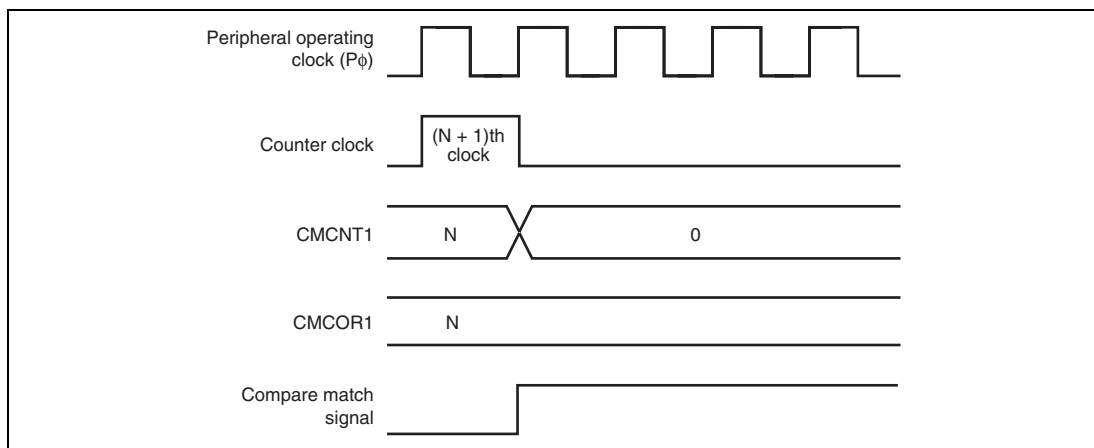 Peripheral operating
clock (Pφ)
(N + 1)th
clock
Counter clock
CMCNT1
N
0
CMCOR1
N
Compare match
signal